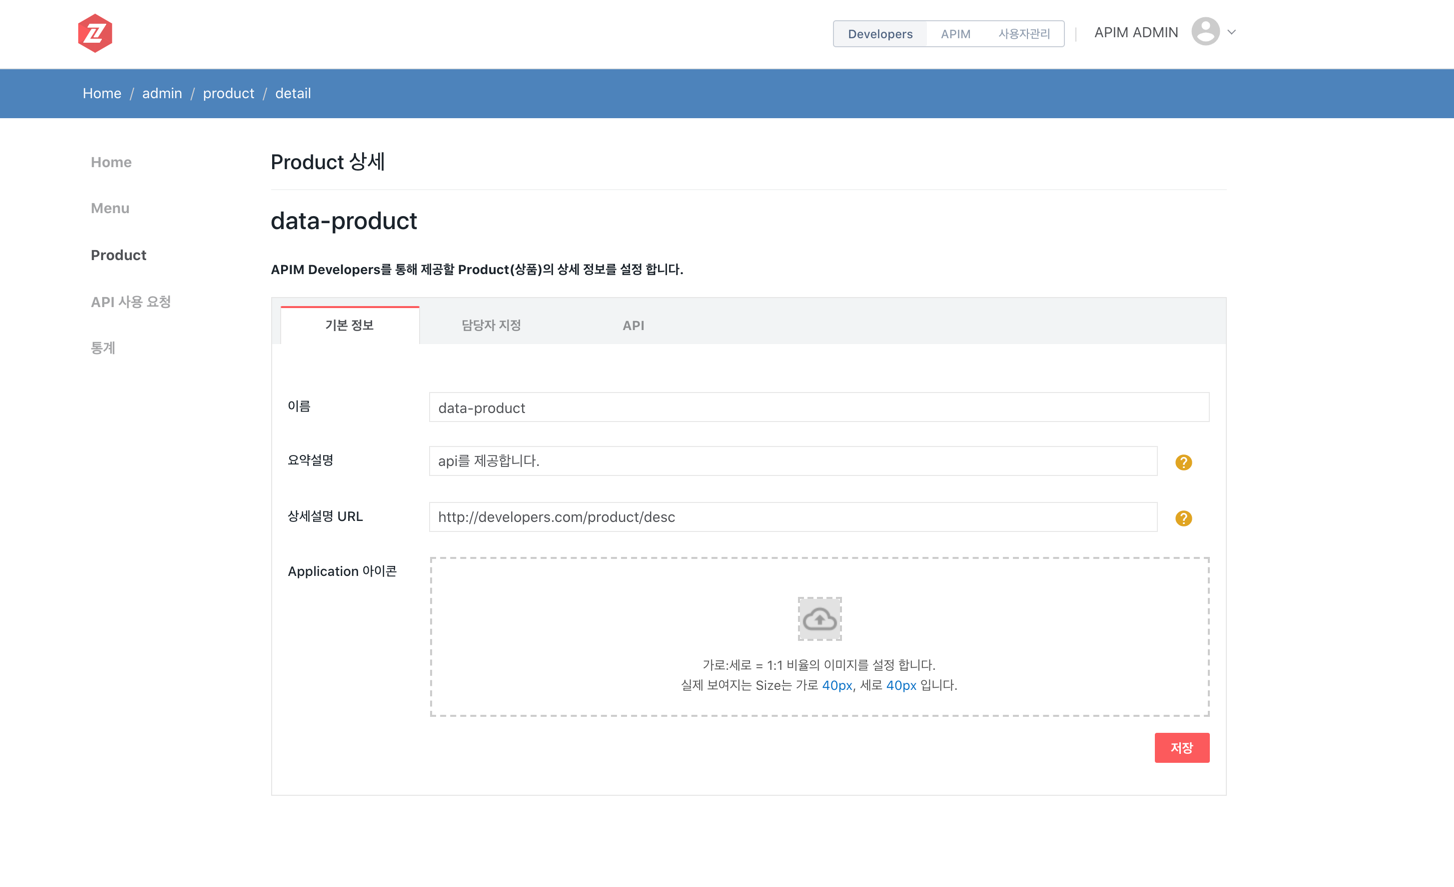 Developers APIM 사용자관리 APIM ADMIN
Home / admin / product / detail
Home
Menu
Product
API 사용 요청
통계
Product 상세
data-product
APIM Developers를 통해 제공할 Product(상품)의 상세 정보를 설정 합니다.
기본 정보 담당자 지정 API
이름 data-product
요약설명 api를 제공합니다. ?
상세설명 URL http://developers.com/product/desc ?
Application 아이콘
가로:세로 = 1:1 비율의 이미지를 설정 합니다.
실제 보여지는 Size는 가로 40px, 세로 40px 입니다.
저장